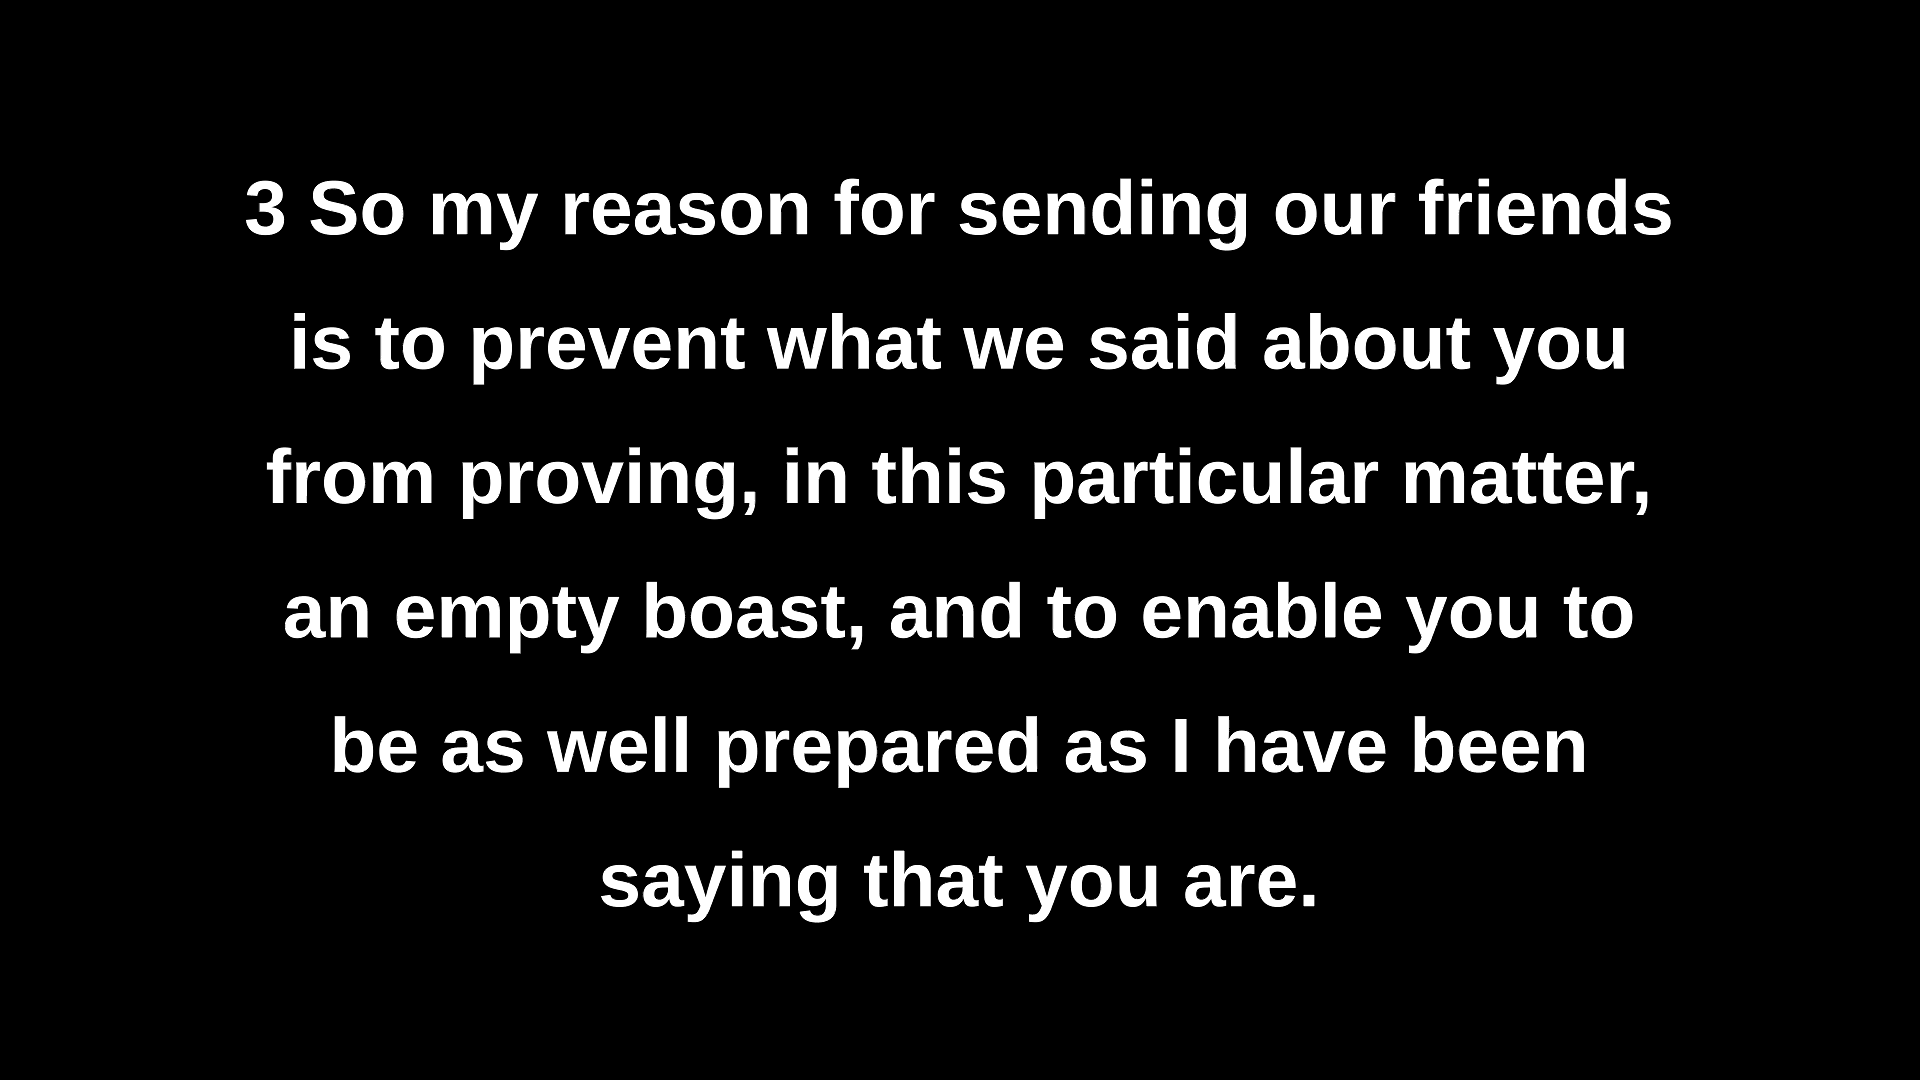 3 So my reason for sending our friends
is to prevent what we said about you
from proving, in this particular matter,
an empty boast, and to enable you to
be as well prepared as I have been
saying that you are.